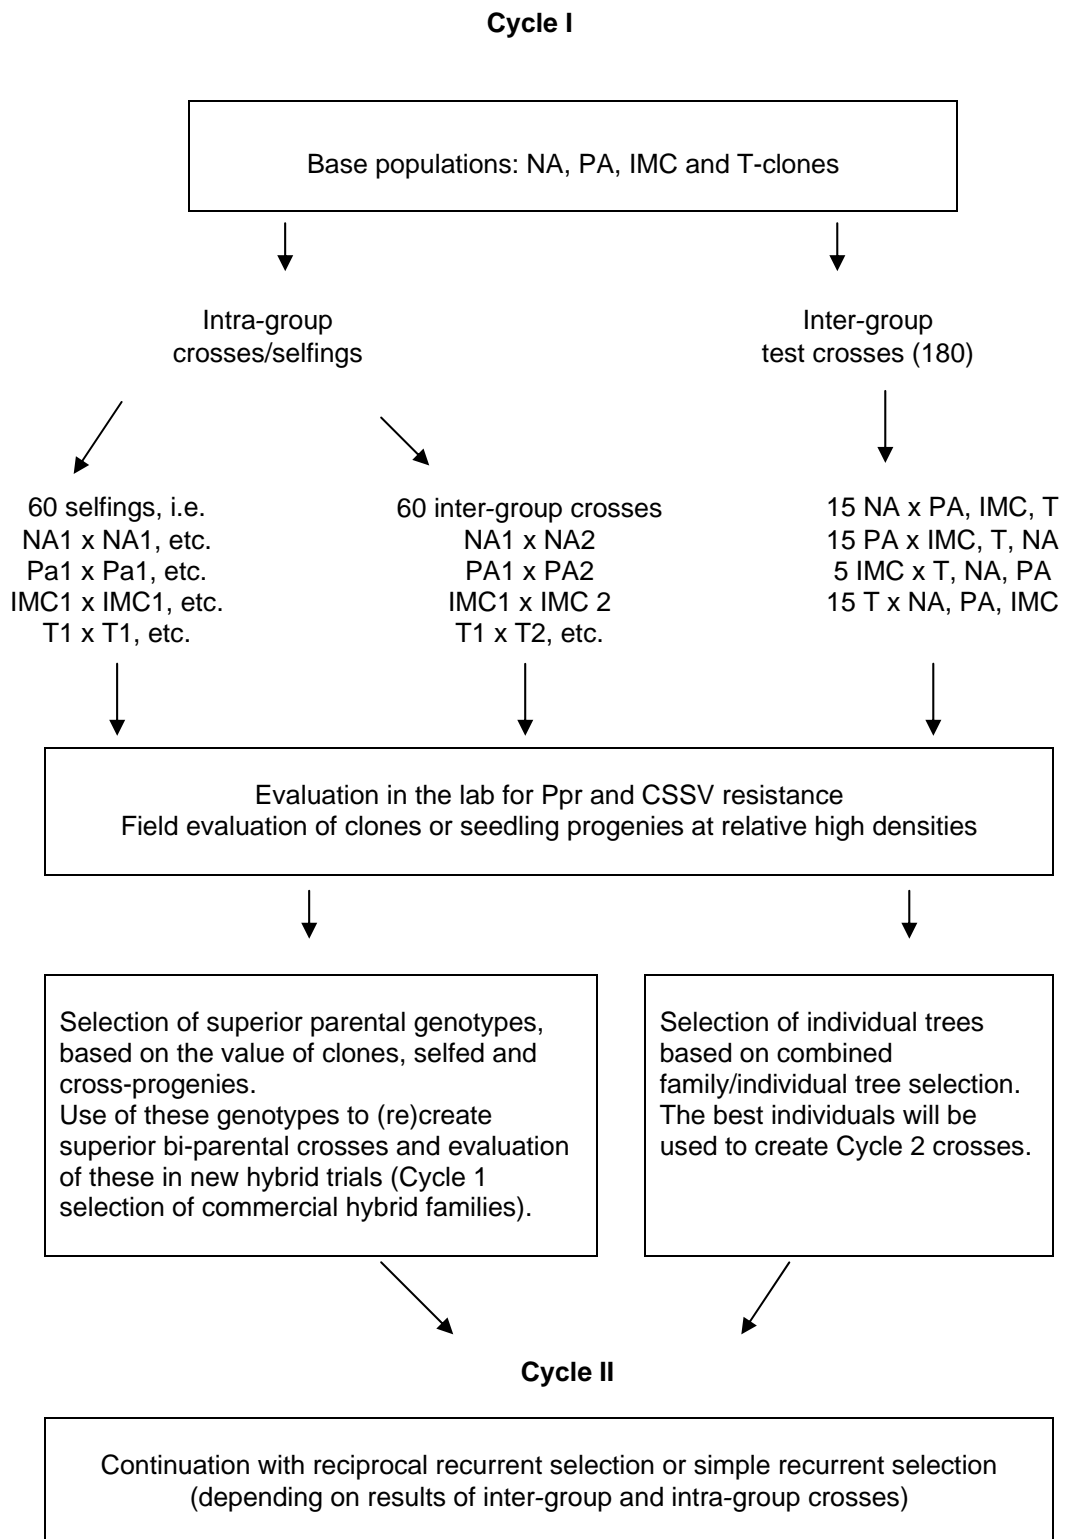 Cycle I
Base populations: NA, PA, IMC and T-clones
Intra-group
crosses/selfings
Inter-group
test crosses (180)
60 selfings, i.e.
NA1 x NA1, etc.
Pa1 x Pa1, etc.
IMC1 x IMC1, etc.
T1 x T1, etc.
60 inter-group crosses
NA1 x NA2
PA1 x PA2
IMC1 x IMC 2
T1 x T2, etc.
15 NA x PA, IMC, T
15 PA x IMC, T, NA
5 IMC x T, NA, PA
15 T x NA, PA, IMC
Evaluation in the lab for Ppr and CSSV resistance
Field evaluation of clones or seedling progenies at relative high densities
Selection of superior parental genotypes,
based on the value of clones, selfed and
cross-progenies.
Use of these genotypes to (re)create
superior bi-parental crosses and evaluation
of these in new hybrid trials (Cycle 1
selection of commercial hybrid families).
Selection of individual trees
based on combined
family/individual tree selection.
The best individuals will be
used to create Cycle 2 crosses.
Cycle II
Continuation with reciprocal recurrent selection or simple recurrent selection
(depending on results of inter-group and intra-group crosses)